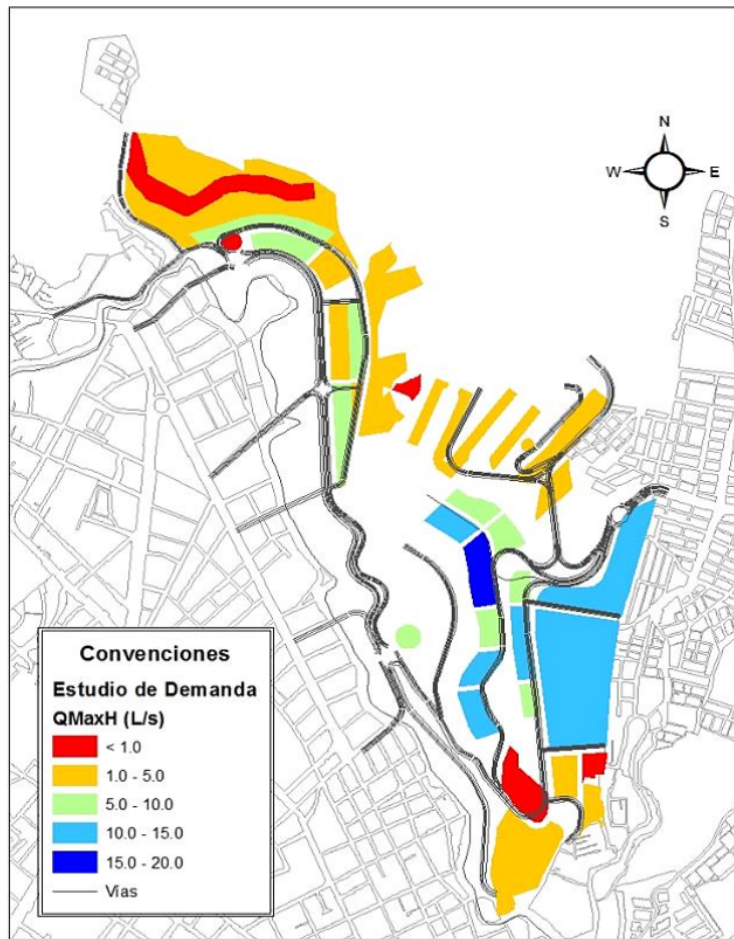 N
W E
S
Convenciones
Estudio de Demanda
QMaxH (L/s)
< 1.0
1.0 - 5.0
5.0 - 10.0
10.0 - 15.0
15.0 - 20.0
Vías